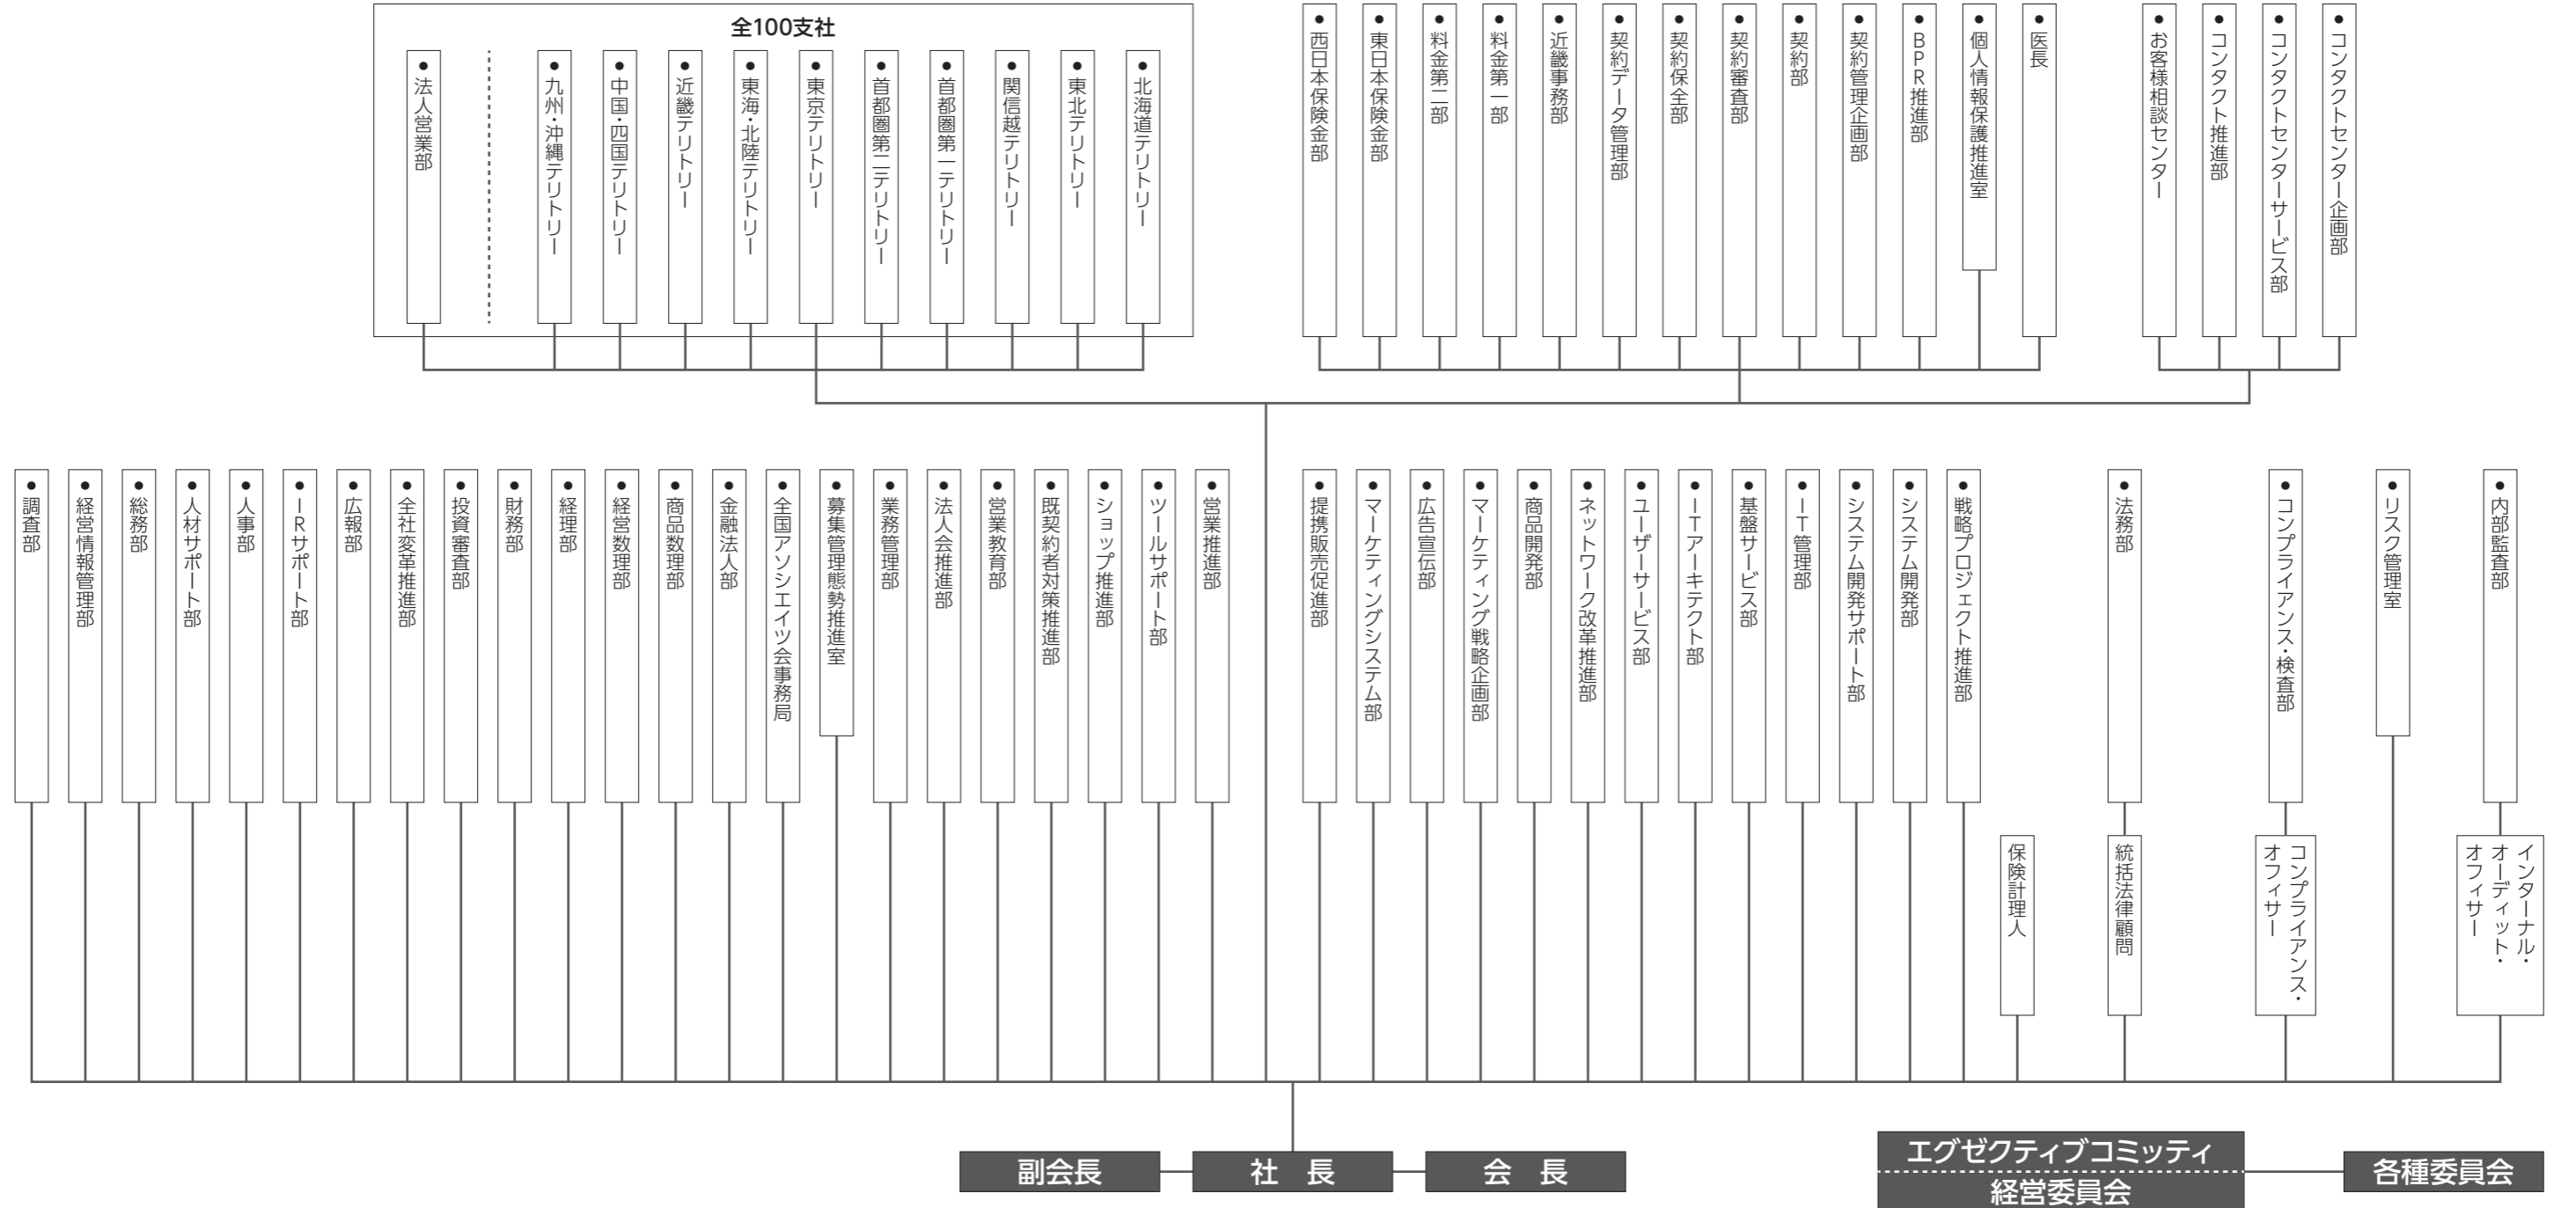 全100支社
●法人営業部
●九州・沖縄テリトリー
●中国・四国テリトリー
●近畿テリトリー
●東海・北陸テリトリー
●東京テリトリー
●首都圏第二テリトリー
●首都圏第一テリトリー
●関信越テリトリー
●東北テリトリー
●北海道テリトリー
●西日本保険金部
●東日本保険金部
●料金第二部
●料金第一部
●近畿事務部
●契約データ管理部
●契約保全部
●契約審査部
●契約部
●契約管理企画部
●BPR推進部
●個人情報保護推進室
●医長
●お客様相談センター
●コンタクト推進部
●コンタクトセンターサービス部
●コンタクトセンター企画部
●調査部
●経営情報管理部
●総務部
●人材サポート部
●人事部
●IRサポート部
●広報部
●全社変革推進部
●投資審査部
●財務部
●経理部
●経営数理部
●商品数理部
●金融法人部
●全国アソシエイツ会事務局
●募集管理態勢推進室
●業務管理部
●法人会推進部
●営業教育部
●既契約者対策推進部
●ショップ推進部
●ツールサポート部
●営業推進部
●提携販売促進部
●マーケティングシステム部
●広告宣伝部
●マーケティング戦略企画部
●商品開発部
●ネットワーク改革推進部
●ユーザーサービス部
●ITアーキテクト部
●基盤サービス部
●IT管理部
●システム開発サポート部
●システム開発部
●戦略プロジェクト推進部
●法務部
●コンプライアンス・検査部
●リスク管理室
●内部監査部
保険計理人
統括法律顧問
コンプライアンス・
オフィサー
インターナル・
オーディット・
オフィサー
副会長
社　長
会　長
エグゼクティブコミッティ
経営委員会
各種委員会